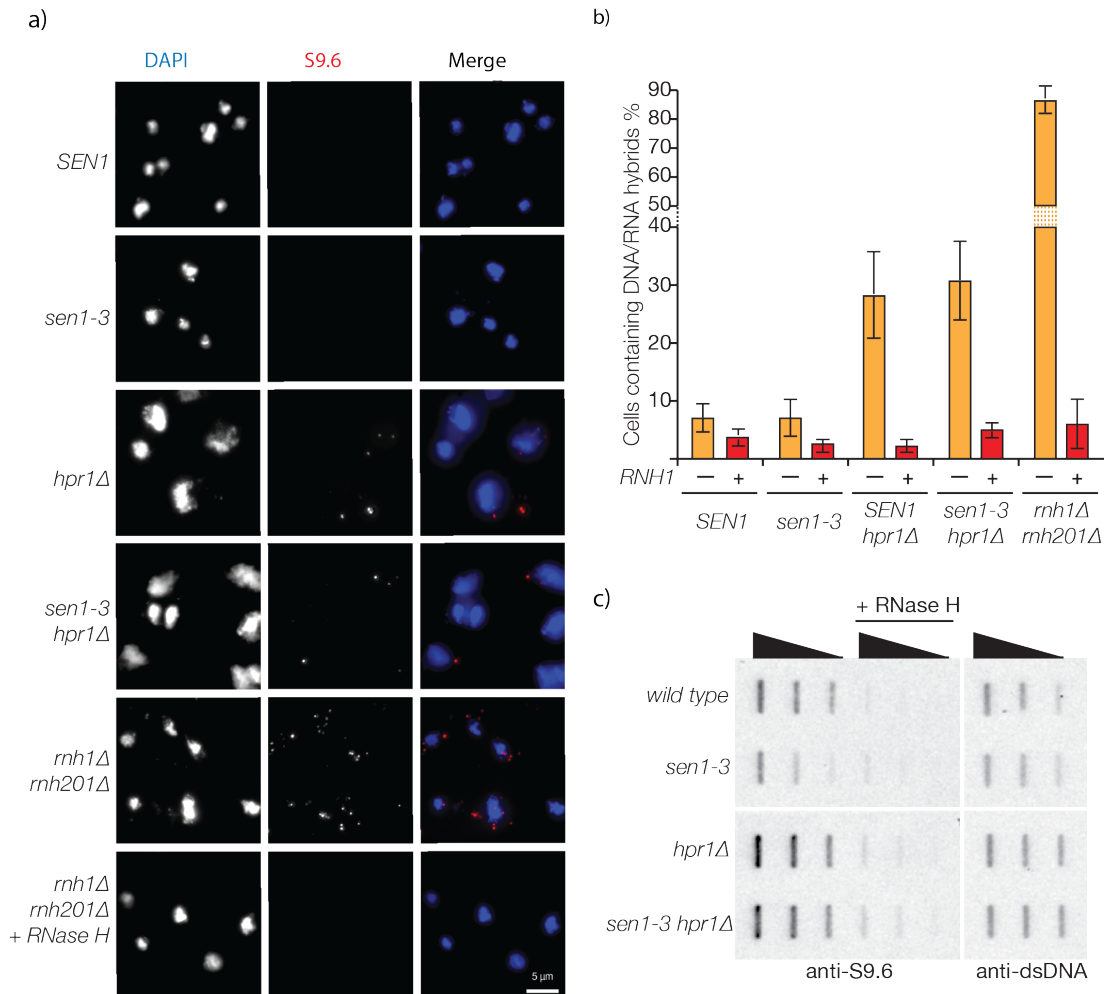 a)
DAPI
S9.6
Merge
SEN1
sen1-3
hpr1Δ
sen1-3
hpr1Δ
rnh1Δ
rnh201Δ
rnh1Δ
rnh201Δ
+ RNase H
5 µm
b)
Cells containing DNA/RNA hybrids %
90
80
70
60
50
40
30
20
10
RNH1
− + − + − + − + − +
SEN1
sen1-3
SEN1
hpr1Δ
sen1-3
hpr1Δ
rnh1Δ
rnh201Δ
c)
+ RNase H
wild type
sen1-3
hpr1Δ
sen1-3 hpr1Δ
anti-S9.6
anti-dsDNA